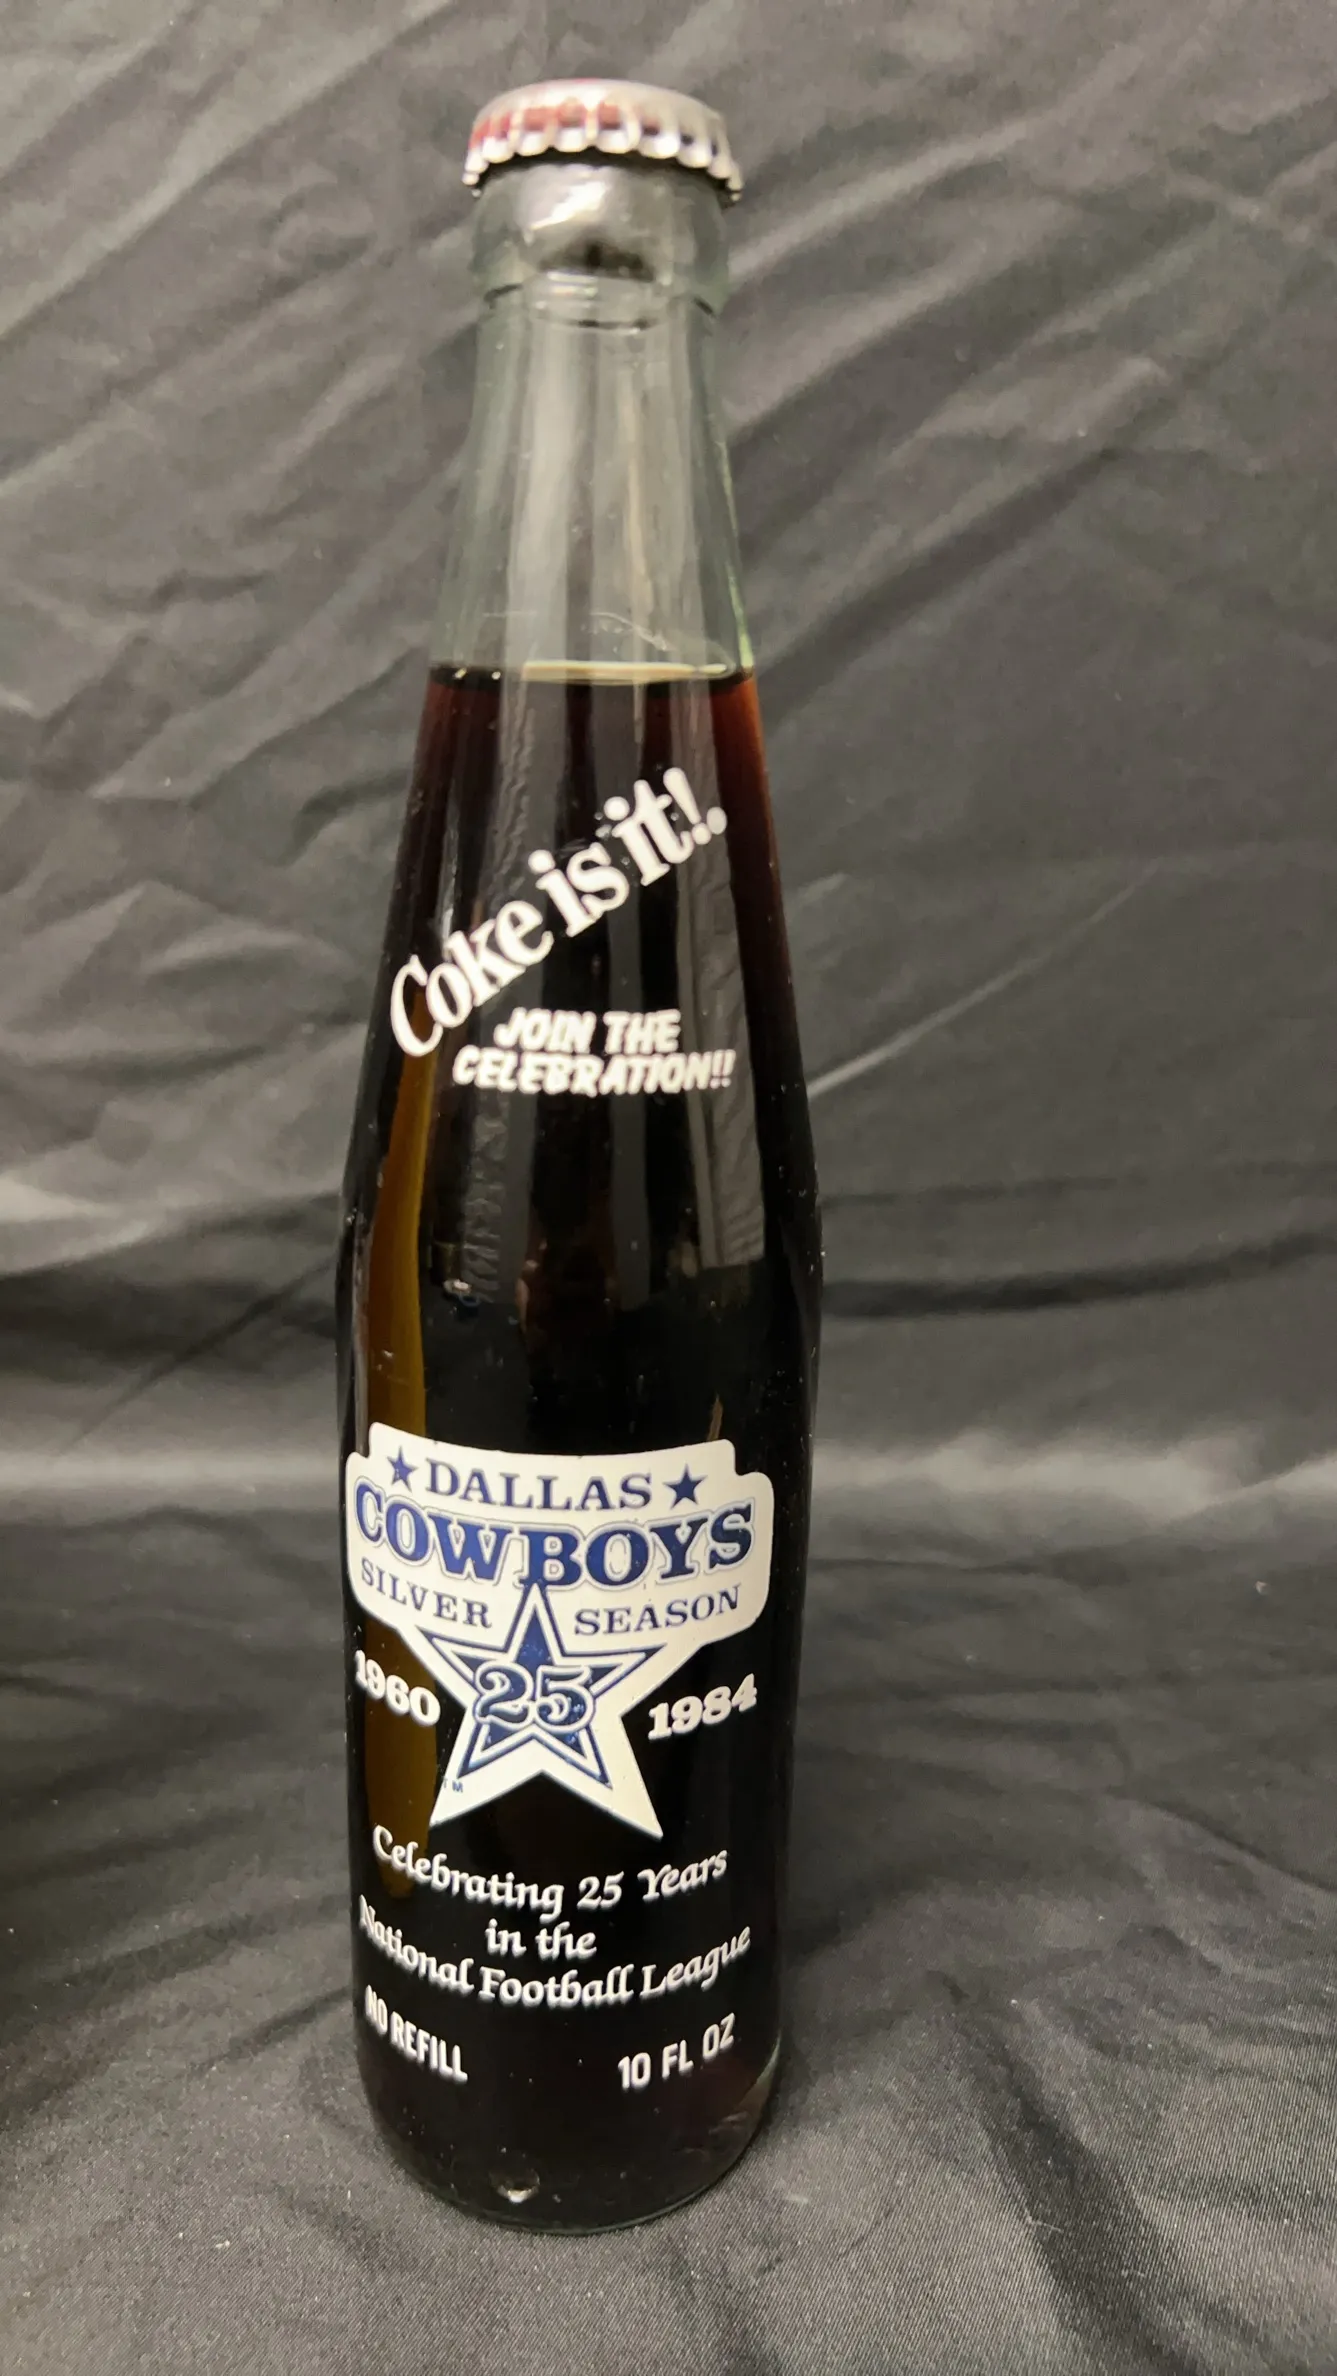 Coke is it!.
JOIN THE
CELEBRATION!!
DALLAS
COWBOYS
SILVER SEASON
25
1960 1984
TM
Celebrating 25 Years
in the
National Football League
NO REFILL 10 FL OZ